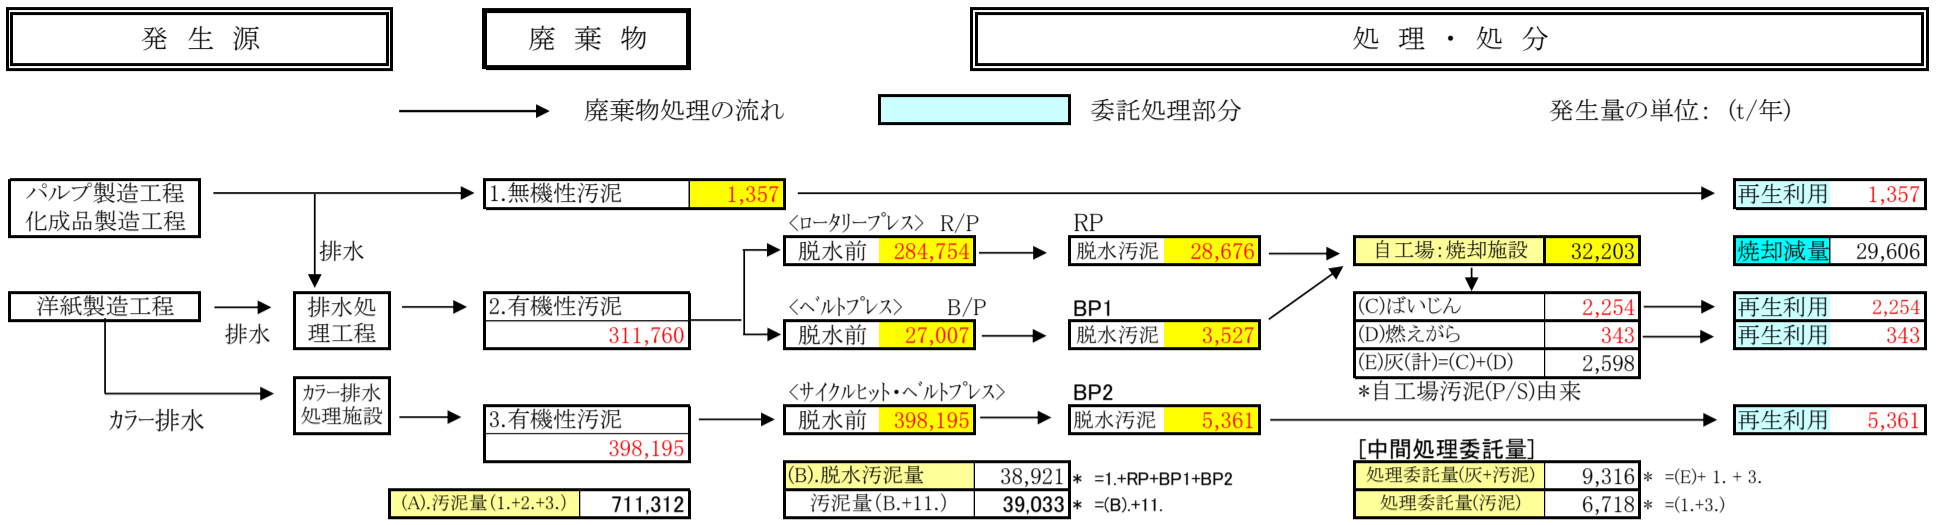 発 生 源
廃 棄 物
処 理 ・ 処 分
廃棄物処理の流れ
委託処理部分
発生量の単位: (t/年)
パルプ製造工程
化成品製造工程
1.無機性汚泥 1,357
再生利用 1,357
排水
<ロータリープレス> R/P
RP
脱水前 284,754
脱水汚泥 28,676
自工場:焼却施設 32,203
焼却減量 29,606
洋紙製造工程
排水
排水処
理工程
2.有機性汚泥
311,760
<ベルトプレス> B/P
BP1
脱水前 27,007
脱水汚泥 3,527
(C)ばいじん 2,254
再生利用 2,254
(D)燃えがら 343
再生利用 343
(E)灰(計)=(C)+(D) 2,598
*自工場汚泥(P/S)由来
カラー排水
カラー排水
処理施設
3.有機性汚泥
398,195
<サイクルヒット・ベルトプレス>
BP2
脱水前 398,195
脱水汚泥 5,361
再生利用 5,361
[中間処理委託量]
(B).脱水汚泥量 38,921 * =1.+RP+BP1+BP2
処理委託量(灰+汚泥) 9,316 * =(E)+ 1. + 3.
(A).汚泥量(1.+2.+3.) 711,312
汚泥量(B.+11.) 39,033 * =(B).+11.
処理委託量(汚泥) 6,718 * =(1.+3.)